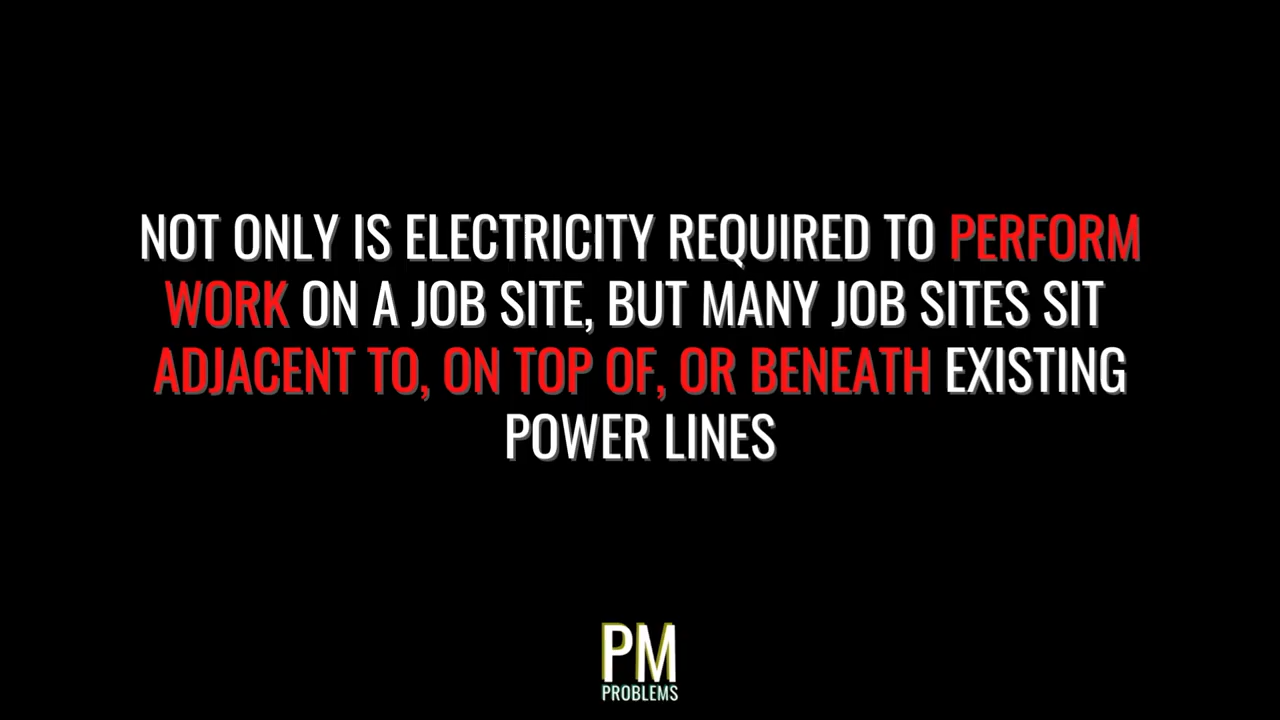 NOT ONLY IS ELECTRICITY REQUIRED TO PERFORM
WORK ON A JOB SITE, BUT MANY JOB SITES SIT
ADJACENT TO, ON TOP OF, OR BENEATH EXISTING
POWER LINES
PM
PROBLEMS